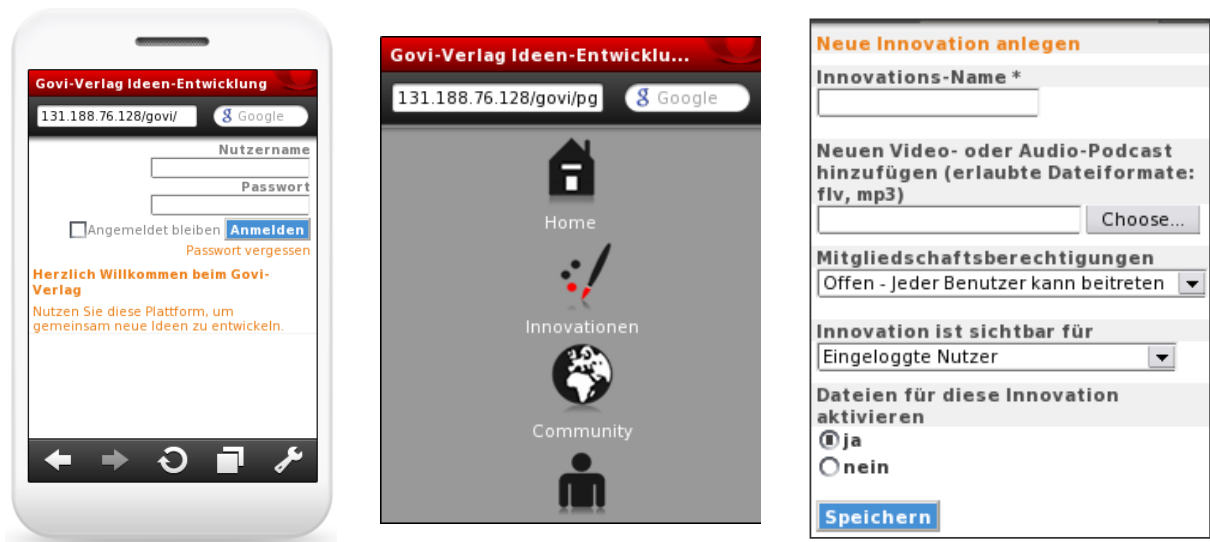 Govi-Verlag Ideen-Entwicklung
131.188.76.128/govi/
g Google
Nutzername
Passwort
Angemeldet bleiben Anmelden
Passwort vergessen
Herzlich Willkommen beim Govi-
Verlag
Nutzen Sie diese Plattform, um
gemeinsam neue Ideen zu entwickeln.
Govi-Verlag Ideen-Entwicklu...
131.188.76.128/govi/pg
g Google
Home
Innovationen
Community
Neue Innovation anlegen
Innovations-Name *
Neuen Video- oder Audio-Podcast
hinzufügen (erlaubte Dateiformate:
flv, mp3)
Choose...
Mitgliedschaftsberechtigungen
Offen - Jeder Benutzer kann beitreten
Innovation ist sichtbar für
Eingeloggte Nutzer
Dateien für diese Innovation
aktivieren
ja
nein
Speichern